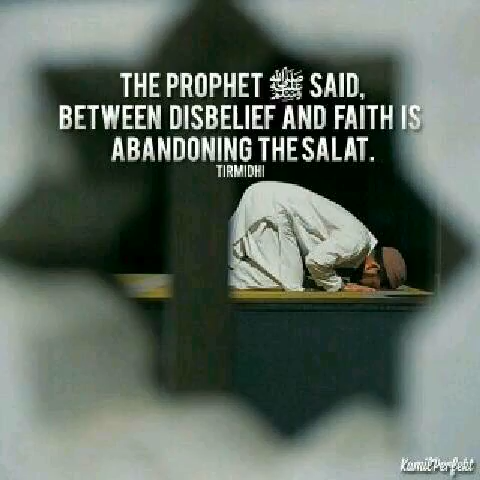 THE PROPHET ﷺ SAID,
BETWEEN DISBELIEF AND FAITH IS
ABANDONING THE SALAT.
TIRMIDHI
KamilPerfekt